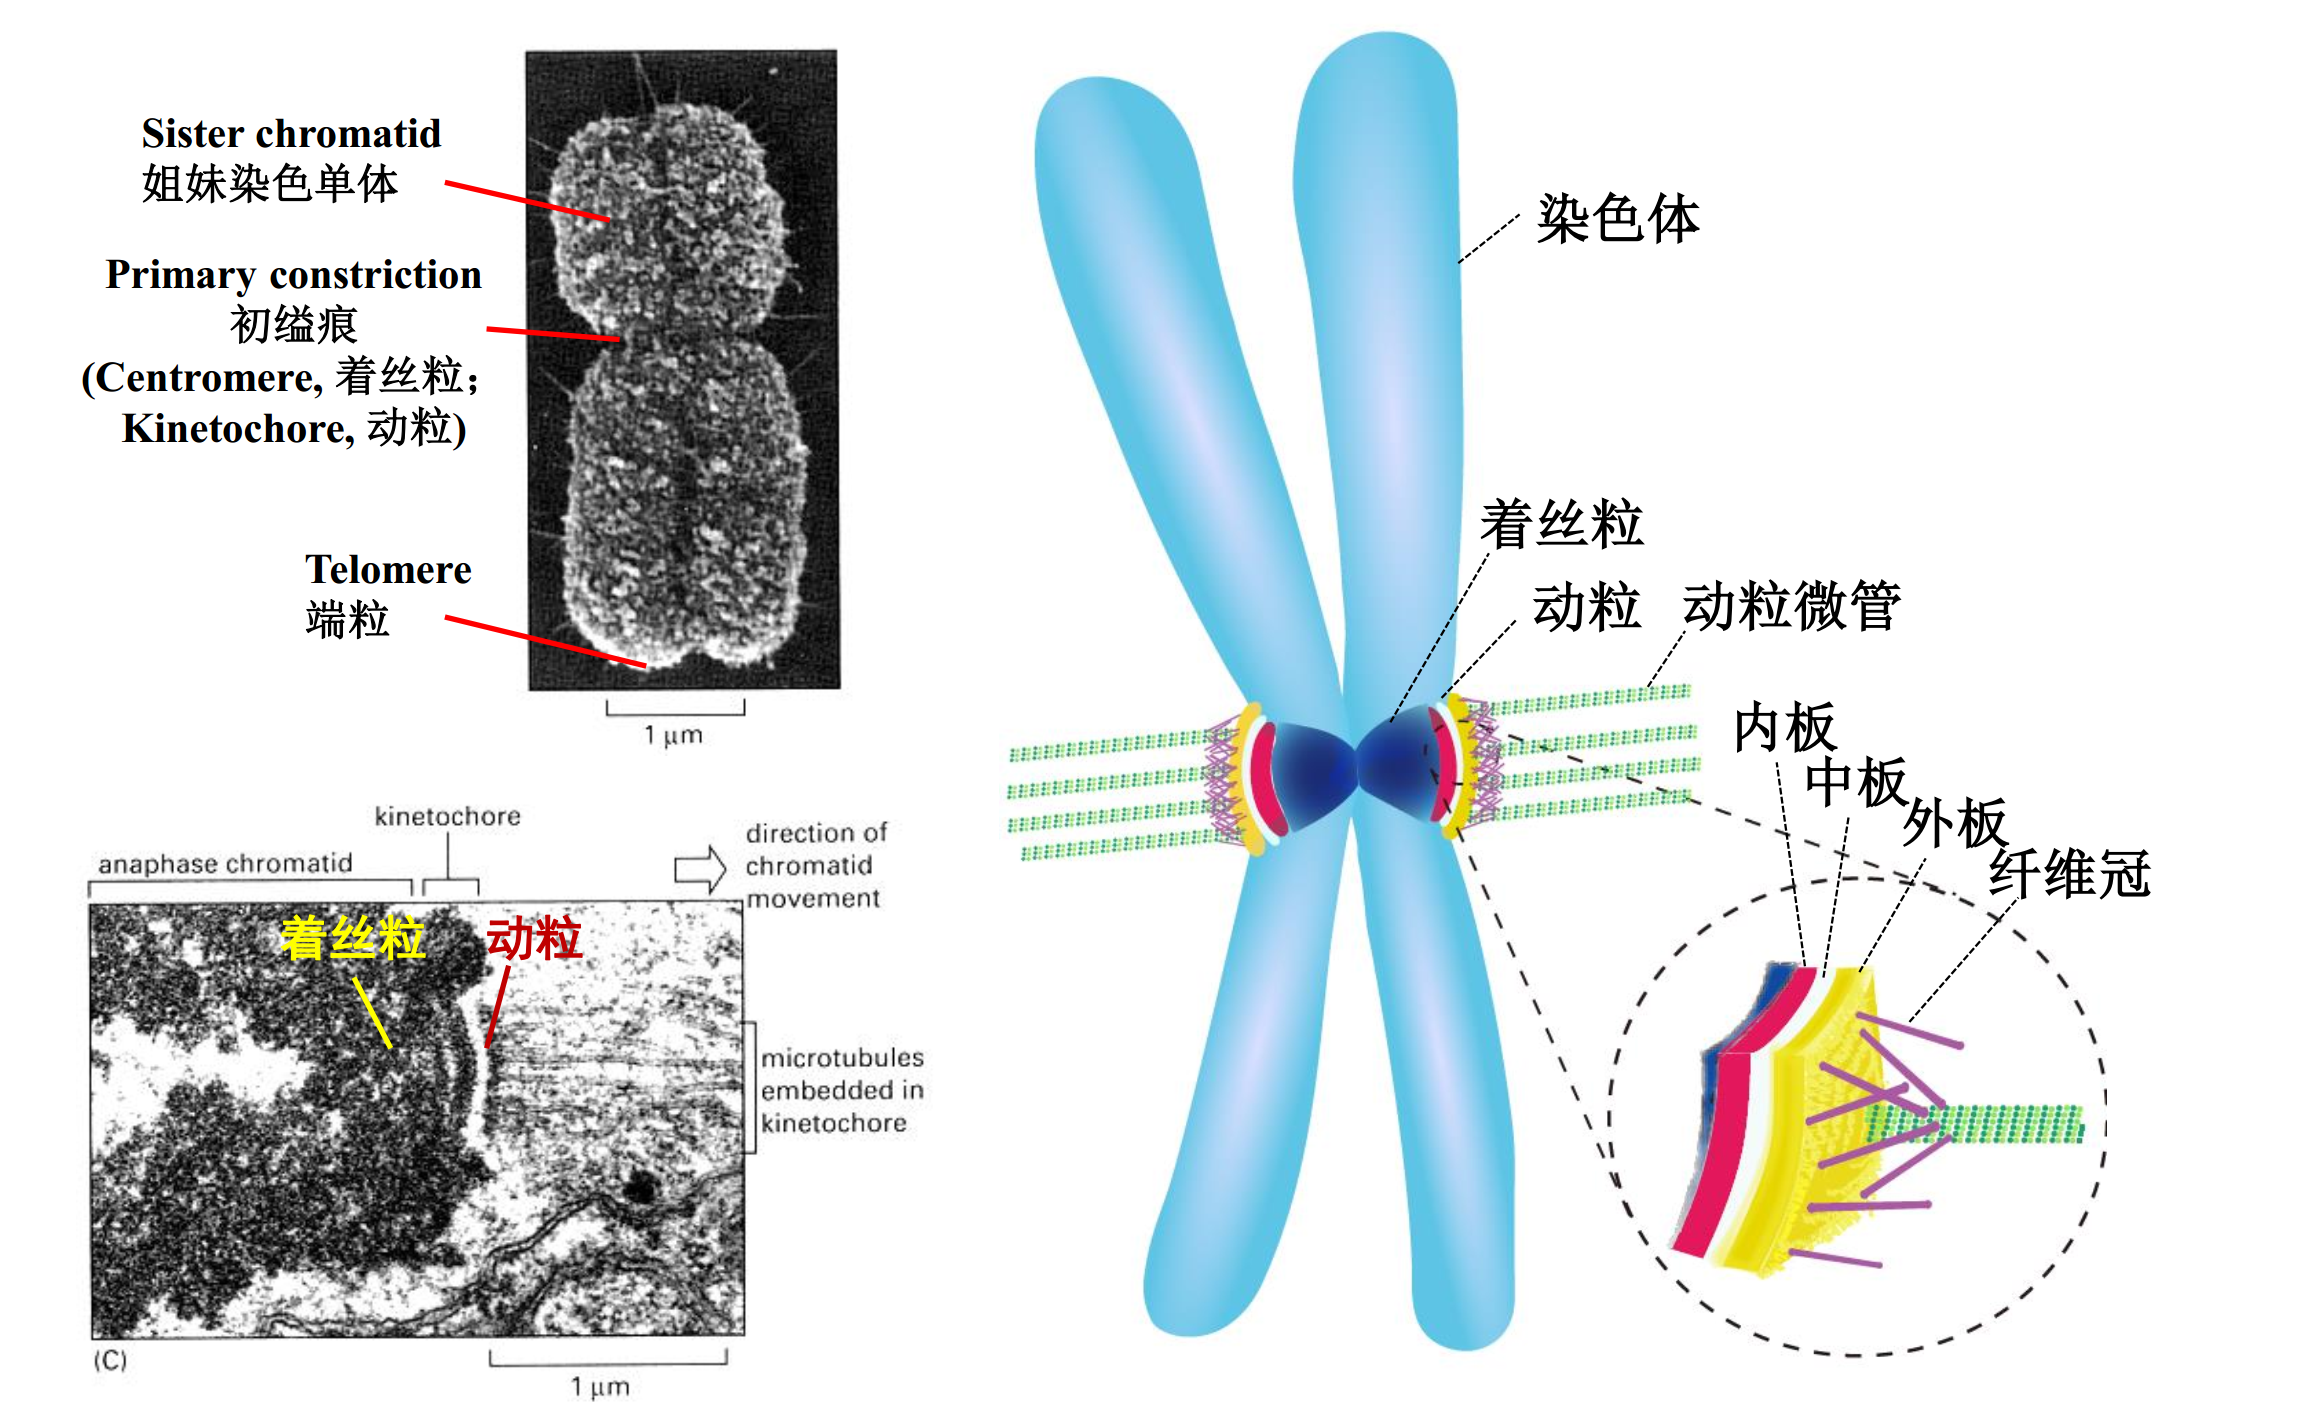 Sister chromatid
姐妹染色单体
Primary constriction
初缢痕
(Centromere, 着丝粒；
Kinetochore, 动粒)
Telomere
端粒
1 μm
kinetochore
anaphase chromatid
direction of
chromatid
movement
着丝粒
动粒
microtubules
embedded in
kinetochore
(C)
1 μm
染色体
着丝粒
动粒
动粒微管
内板
中板
外板
纤维冠